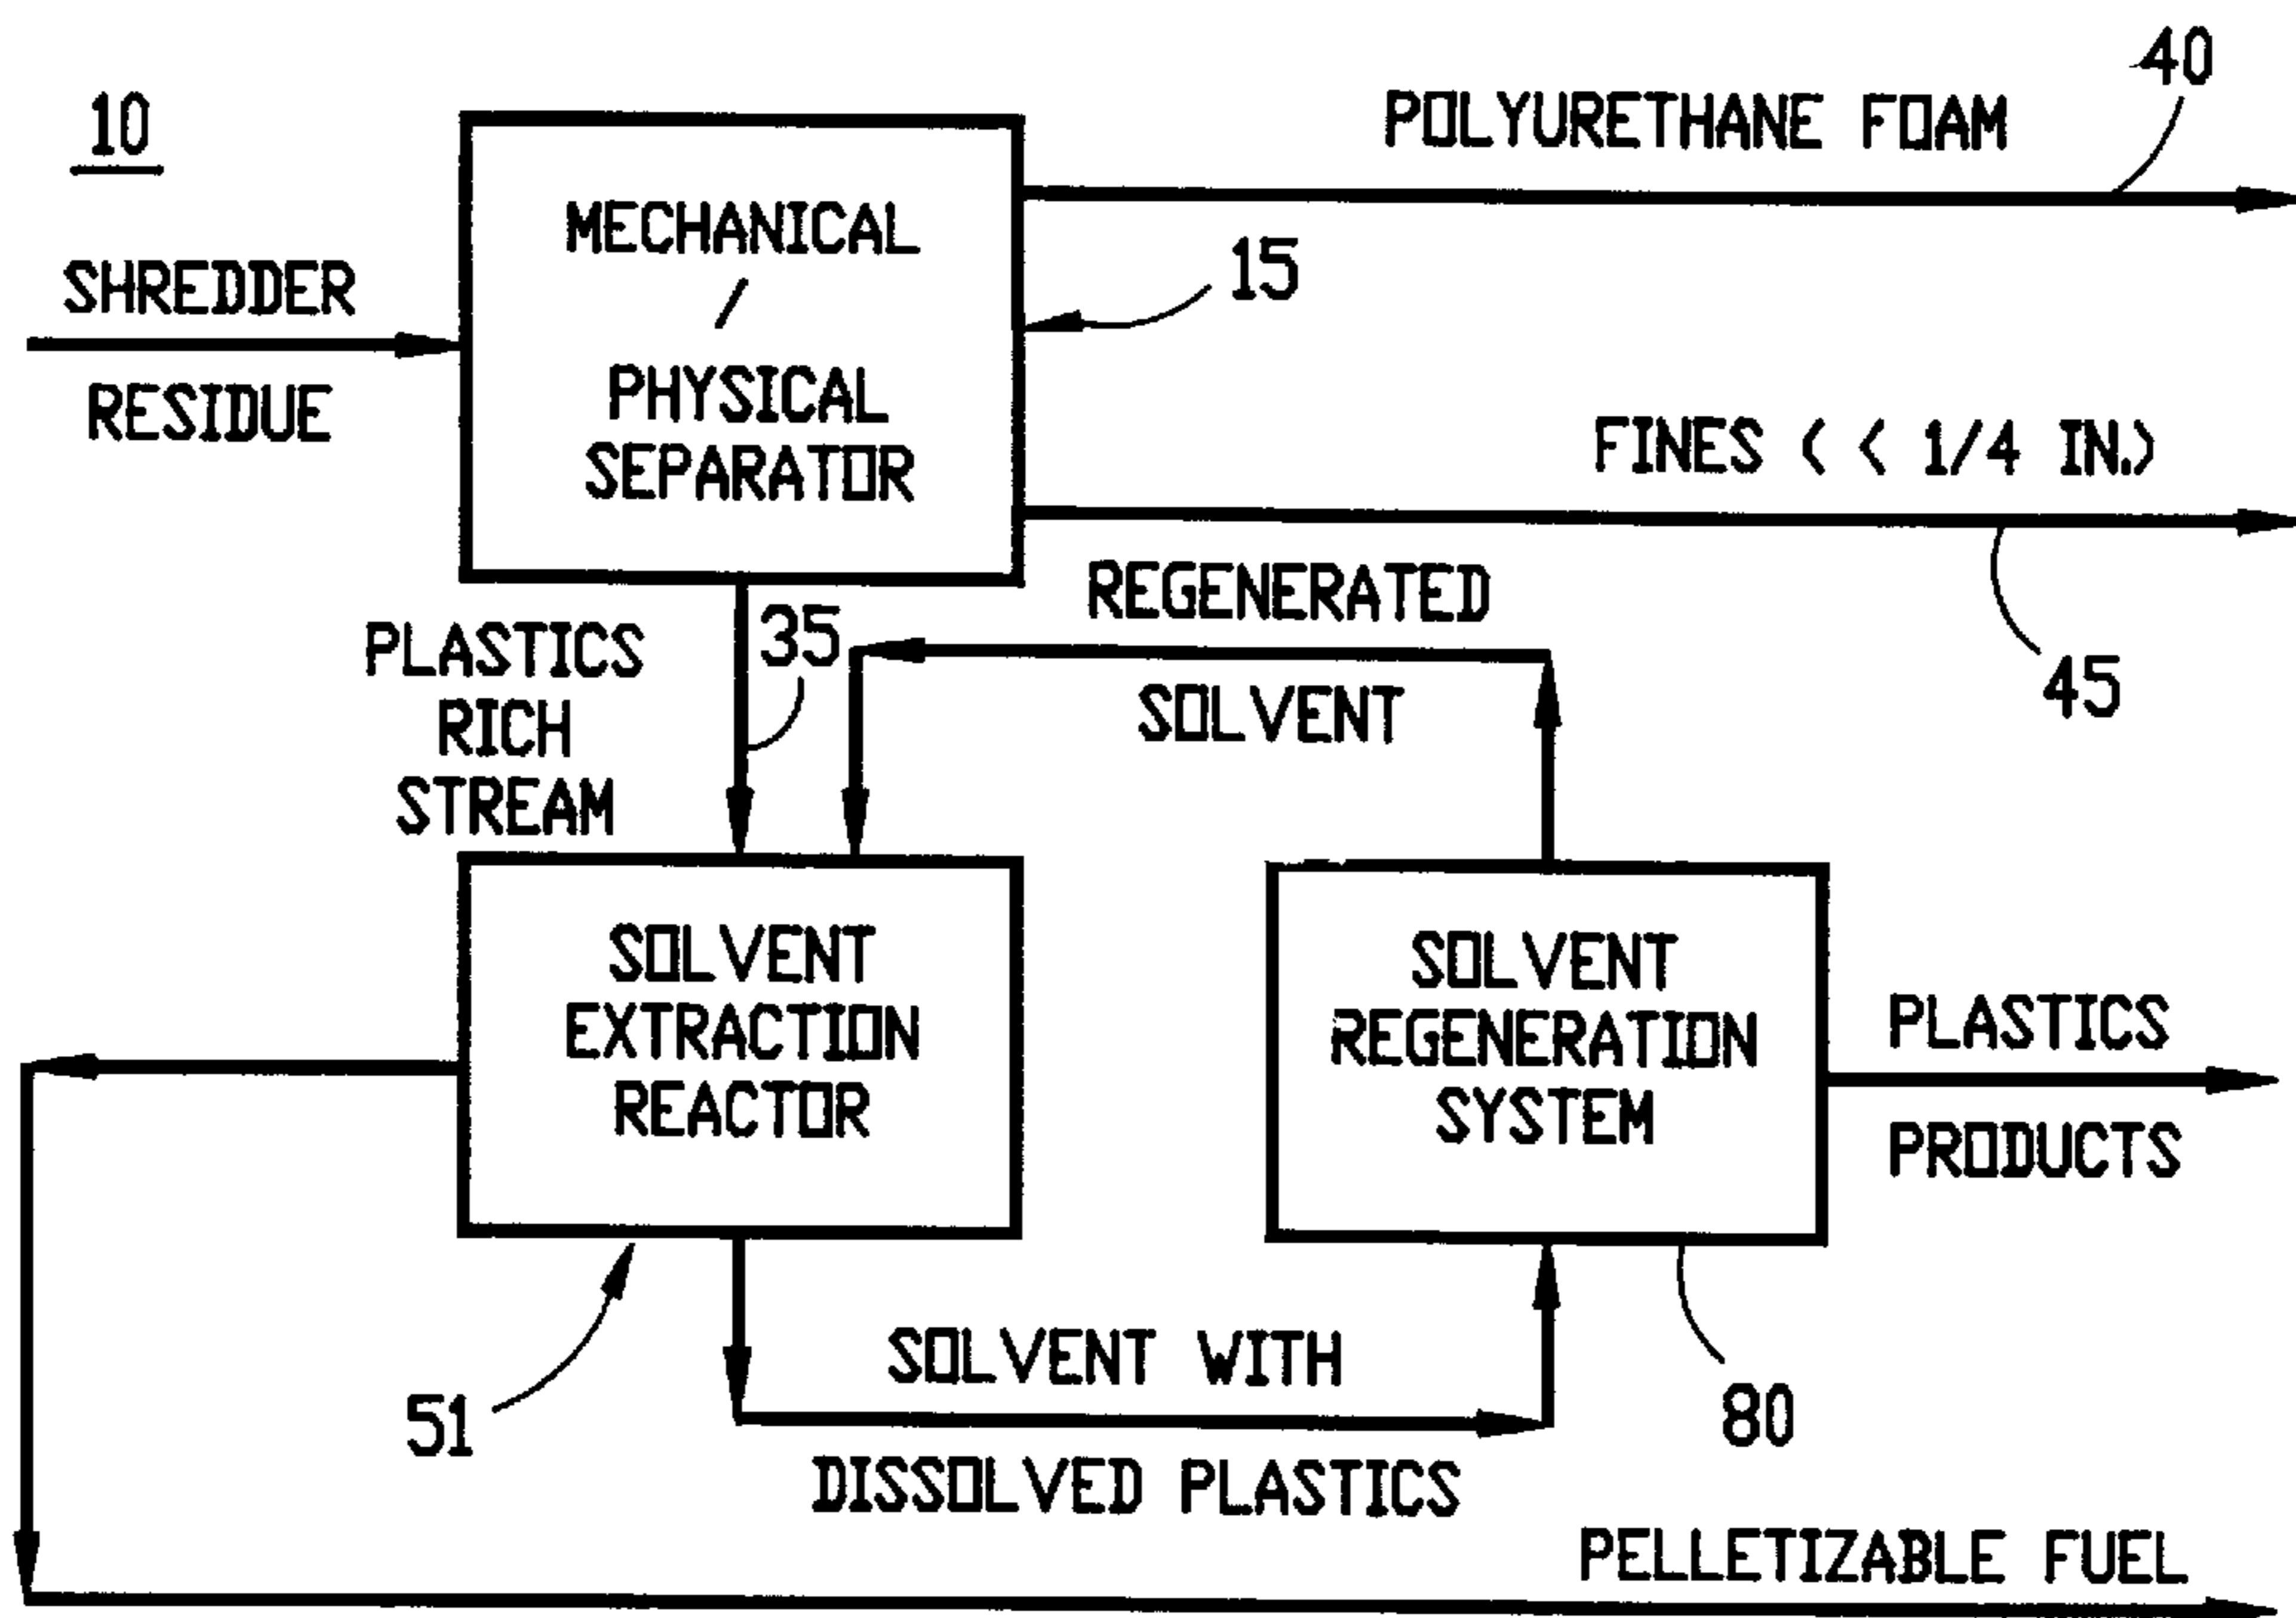 10
40
POLYURETHANE FOAM
MECHANICAL
/
PHYSICAL
SEPARATOR
15
SHREDDER
RESIDUE
FINES ( < 1/4 IN.)
45
REGENERATED
SOLVENT
35
PLASTICS
RICH
STREAM
SOLVENT
EXTRACTION
REACTOR
SOLVENT
REGENERATION
SYSTEM
PLASTICS
PRODUCTS
51
80
SOLVENT WITH
DISSOLVED PLASTICS
PELLETIZABLE FUEL